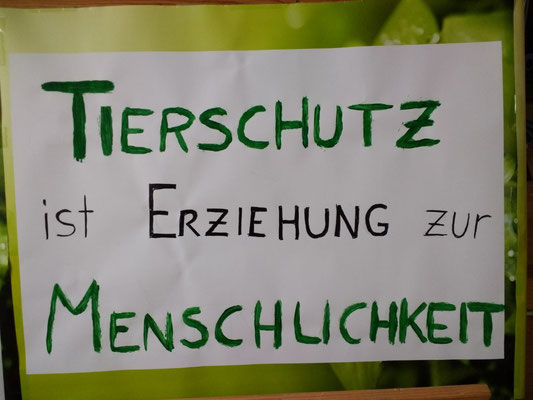 TIERSCHUTZ
ist ERZIEHUNG zur
MENSCHLICHKEIT